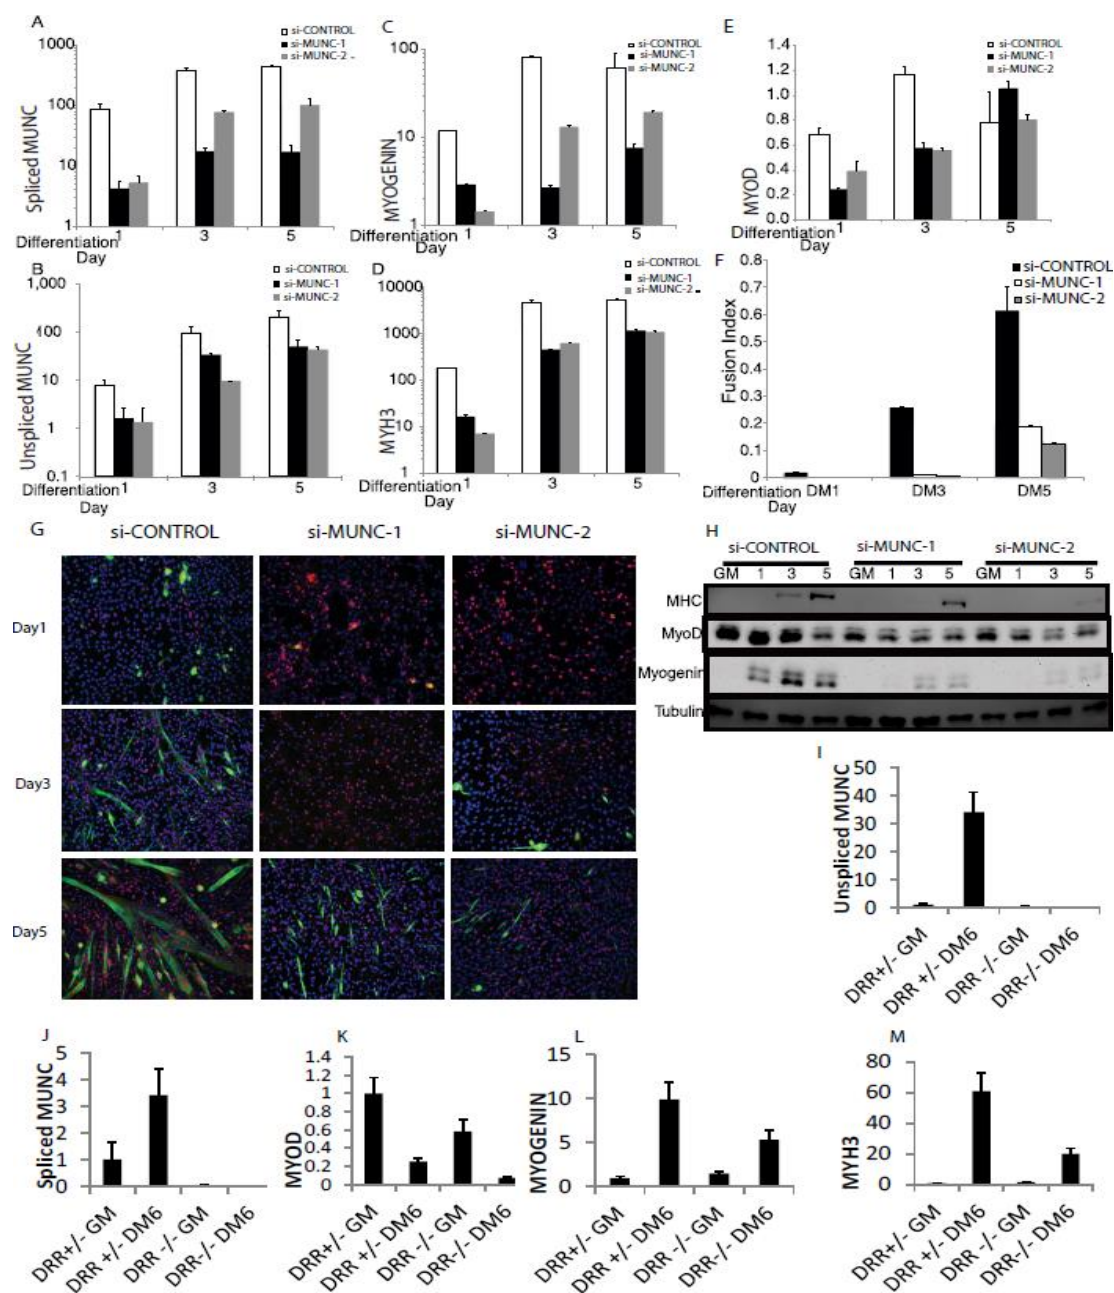 A
si-CONTROL
si-MUNC-1
si-MUNC-2
1000
100
10
1
Spliced MUNC
Differentiation
Day
1 3 5
C
si-CONTROL
si-MUNC-1
si-MUNC-2
100
10
1
MYOGENIN
1 3 5
E
si-CONTROL
si-MUNC-1
si-MUNC-2
1.4
1.2
1.0
0.8
0.6
0.4
0.2
0.0
MYOD
Differentiation
Day
1 3 5
B
si-CONTROL
si-MUNC-1
si-MUNC-2
1,000
100
10
1
0.1
Unspliced MUNC
Differentiation
Day
1 3 5
D
si-CONTROL
si-MUNC-1
si-MUNC-2
10000
1000
100
10
1
MYH3
1 3 5
F
si-CONTROL
si-MUNC-1
si-MUNC-2
0.8
0.7
0.6
0.5
0.4
0.3
0.2
0.1
0
Fusion Index
Differentiation
Day
DM1 DM3 DM5
G
si-CONTROL si-MUNC-1 si-MUNC-2
Day1
Day3
Day5
H
si-CONTROL si-MUNC-1 si-MUNC-2
GM 1 3 5 GM 1 3 5 GM 1 3 5
MHC
MyoD
Myogenin
Tubulin
I
50
40
30
20
10
0
Unspliced MUNC
DRR+/- GM
DRR +/- DM6
DRR -/- GM
DRR-/- DM6
J
5
4
3
2
1
0
Spliced MUNC
DRR+/- GM
DRR +/- DM6
DRR -/- GM
DRR-/- DM6
K
1.4
1.2
1
0.8
0.6
0.4
0.2
0
MYOD
DRR+/- GM
DRR +/- DM6
DRR -/- GM
DRR-/- DM6
L
15
10
5
0
MYOGENIN
DRR+/- GM
DRR +/- DM6
DRR -/- GM
DRR-/- DM6
M
80
60
40
20
0
MYH3
DRR+/- GM
DRR +/- DM6
DRR -/- GM
DRR-/- DM6